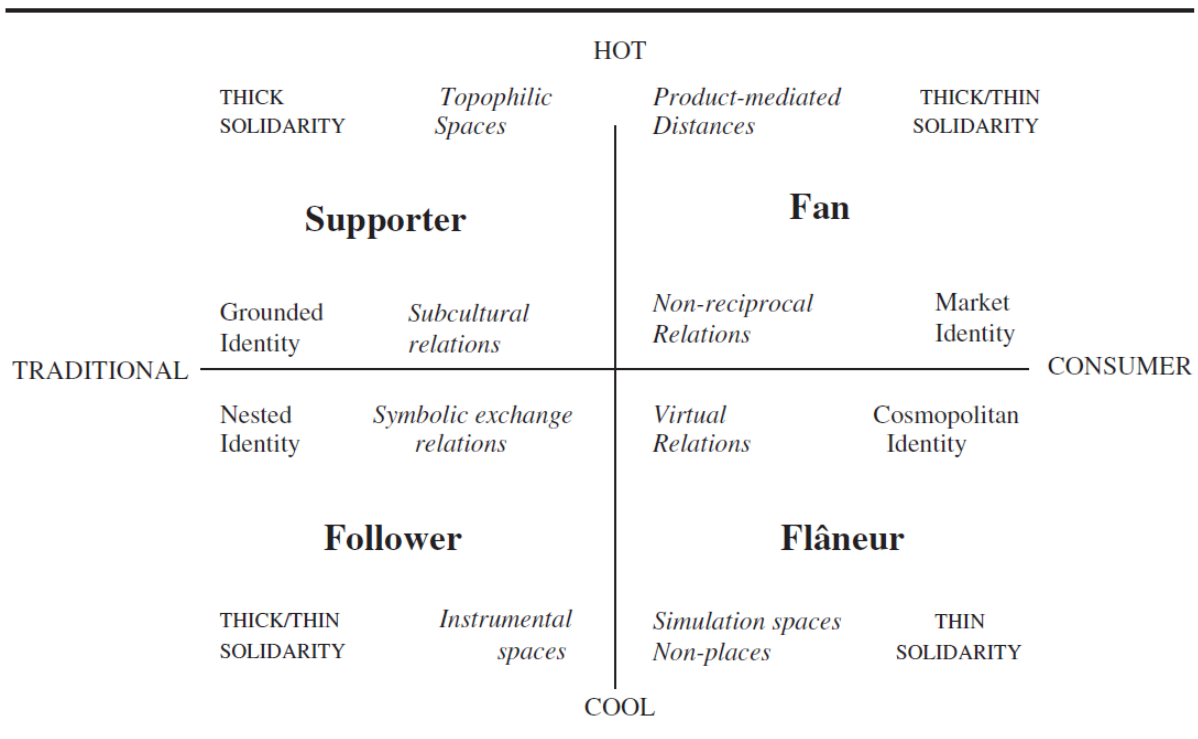 HOT
THICK
SOLIDARITY
Topophilic
Spaces
Product-mediated
Distances
THICK/THIN
SOLIDARITY
Supporter
Fan
Grounded
Identity
Subcultural
relations
Non-reciprocal
Relations
Market
Identity
TRADITIONAL
CONSUMER
Nested
Identity
Symbolic exchange
relations
Virtual
Relations
Cosmopolitan
Identity
Follower
Flâneur
THICK/THIN
SOLIDARITY
Instrumental
spaces
Simulation spaces
Non-places
THIN
SOLIDARITY
COOL